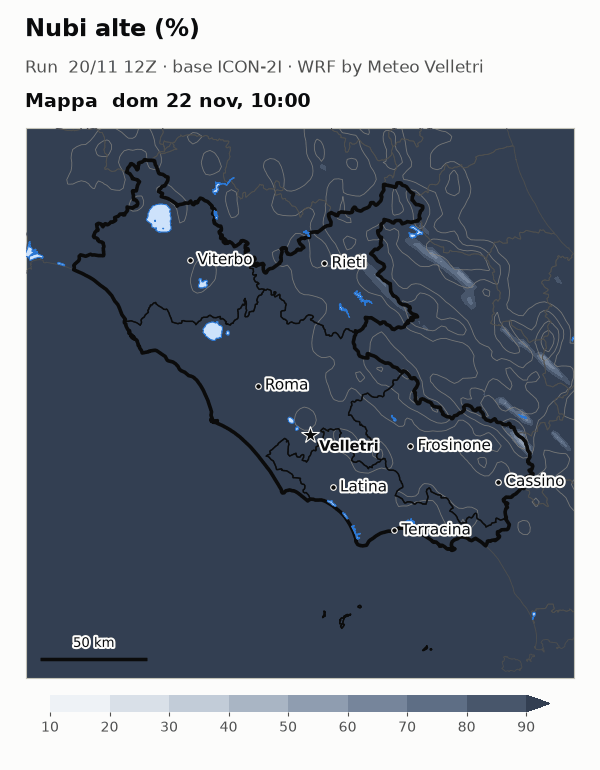 Nubi alte (%)
Run  20/11 12Z · base ICON-2I · WRF by Meteo Velletri
Mappa  dom 22 nov, 10:00
Viterbo
Rieti
Roma
Velletri
Frosinone
Cassino
Latina
Terracina
50 km
10 20 30 40 50 60 70 80 90